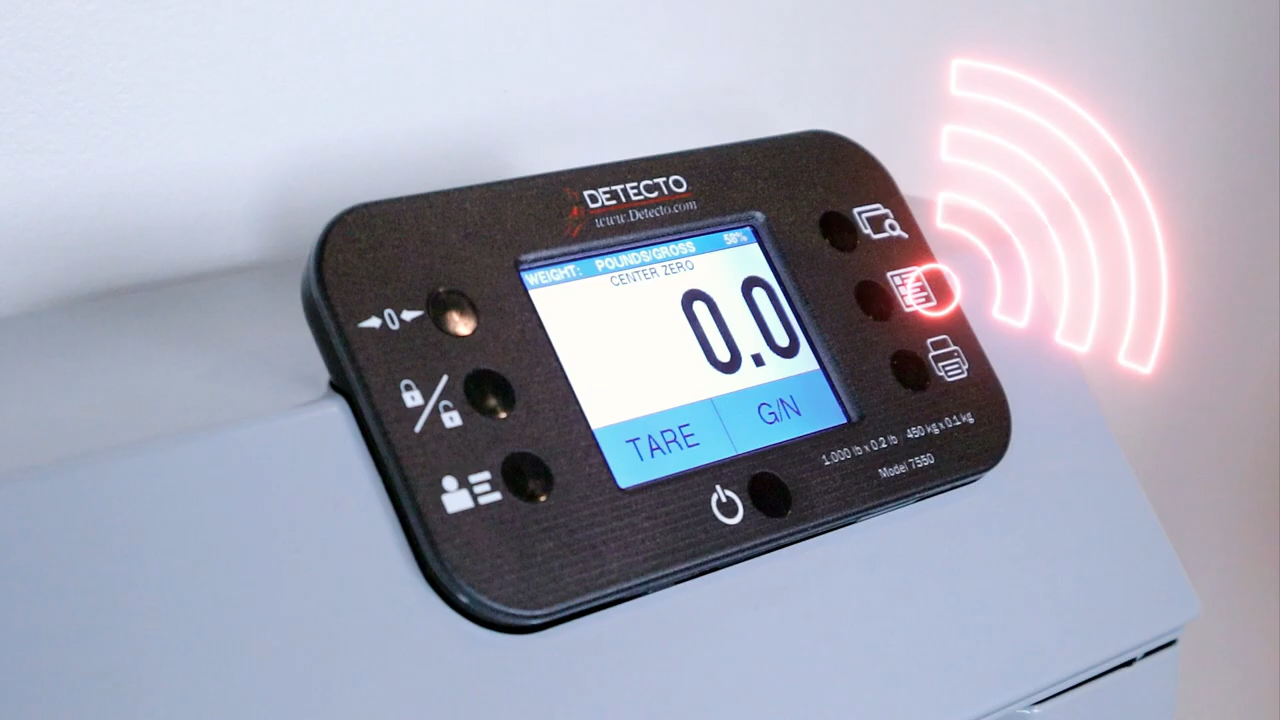 DETECTO
www.Detecto.com
WEIGHT: POUNDS/GROSS 58%
CENTER ZERO
0.0
TARE G/N
0
1,000 lb x 0.2 lb / 450 kg x 0.1 kg
Model 7550